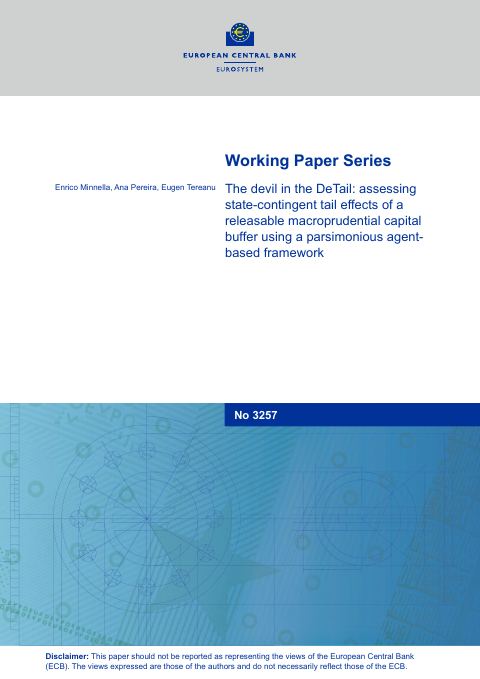 EUROPEAN CENTRAL BANK
EUROSYSTEM
Working Paper Series
Enrico Minnella, Ana Pereira, Eugen Tereanu
The devil in the DeTail: assessing
state-contingent tail effects of a
releasable macroprudential capital
buffer using a parsimonious agent-
based framework
No 3257
Disclaimer: This paper should not be reported as representing the views of the European Central Bank
(ECB). The views expressed are those of the authors and do not necessarily reflect those of the ECB.